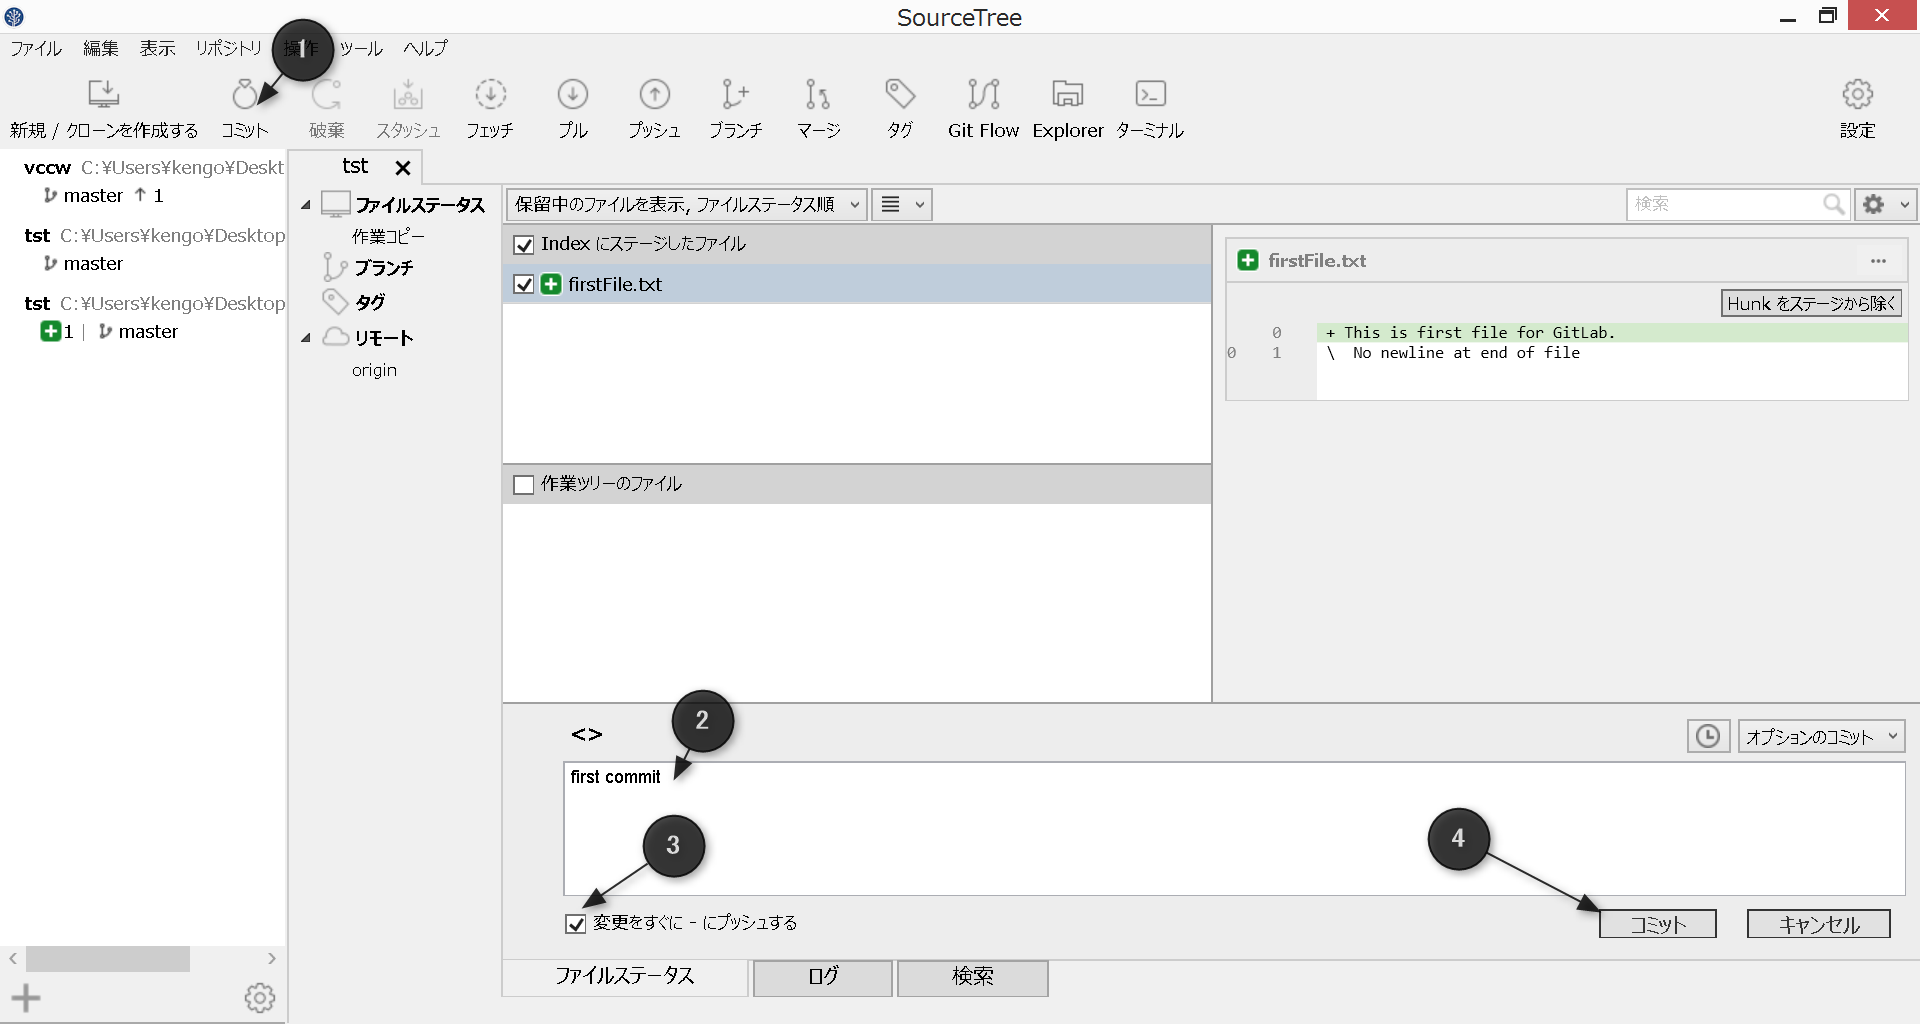 SourceTree
ファイル 編集 表示 リポジトリ 操作 ツール ヘルプ
1
新規 / クローンを作成する コミット 破棄 スタッシュ フェッチ プル プッシュ ブランチ マージ タグ Git Flow Explorer ターミナル 設定
vccw C:¥Users¥kengo¥Deskt
master 1
tst C:¥Users¥kengo¥Desktop
master
tst C:¥Users¥kengo¥Desktop
1 | master
tst
ファイルステータス
作業コピー
ブランチ
タグ
リモート
origin
保留中のファイルを表示, ファイルステータス順
検索
Index にステージしたファイル
firstFile.txt
作業ツリーのファイル
firstFile.txt ...
Hunk をステージから除く
0 + This is first file for GitLab.
0 1 \ No newline at end of file
<>
2
オプションのコミット
first commit
3
4
変更をすぐに - にプッシュする
コミット キャンセル
ファイルステータス ログ 検索